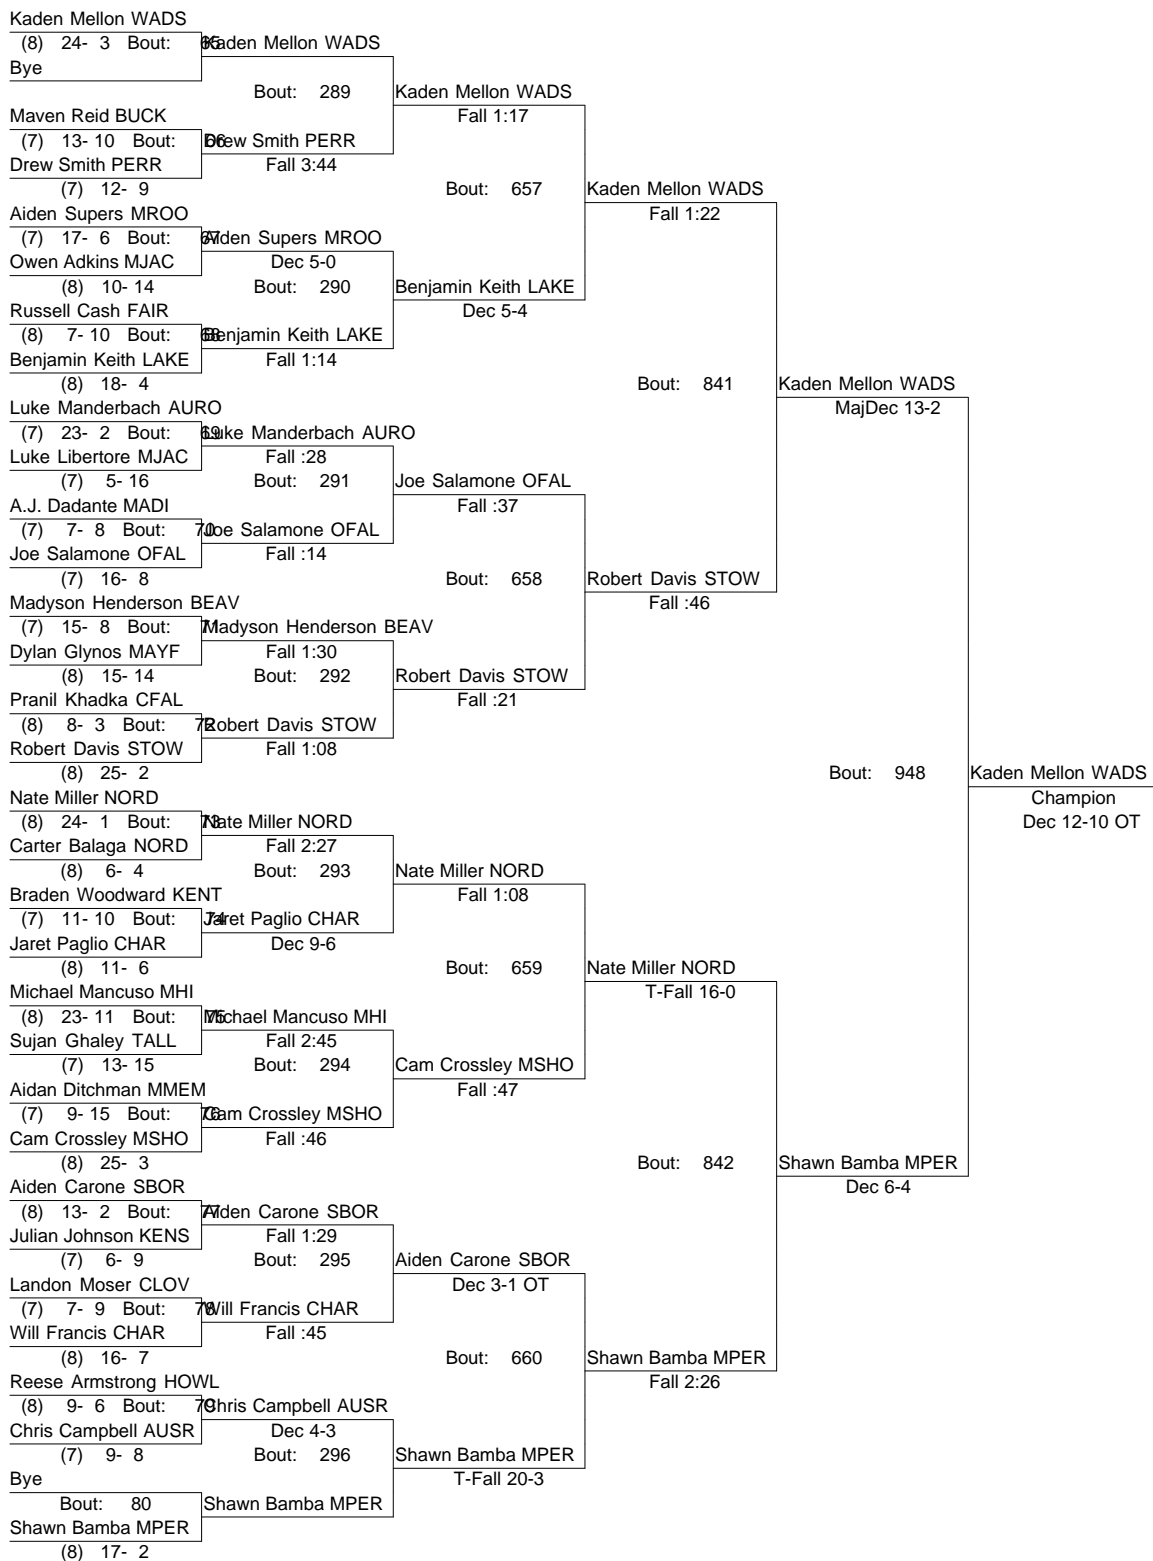 Kaden Mellon WADS
(8) 24- 3 Bout: 65
Kaden Mellon WADS
Bye
Bout: 289
Kaden Mellon WADS
Fall 1:17
Maven Reid BUCK
(7) 13- 10 Bout: 66
Drew Smith PERR
Drew Smith PERR
Fall 3:44
(7) 12- 9
Bout: 657
Kaden Mellon WADS
Fall 1:22
Aiden Supers MROO
(7) 17- 6 Bout: 67
Aiden Supers MROO
Owen Adkins MJAC
Dec 5-0
(8) 10- 14
Bout: 290
Benjamin Keith LAKE
Dec 5-4
Russell Cash FAIR
(8) 7- 10 Bout: 68
Benjamin Keith LAKE
Benjamin Keith LAKE
Fall 1:14
(8) 18- 4
Bout: 841
Kaden Mellon WADS
MajDec 13-2
Luke Manderbach AURO
(7) 23- 2 Bout: 69
Luke Manderbach AURO
Luke Libertore MJAC
Fall :28
(7) 5- 16
Bout: 291
Joe Salamone OFAL
Fall :37
A.J. Dadante MADI
(7) 7- 8 Bout: 70
Joe Salamone OFAL
Joe Salamone OFAL
Fall :14
(7) 16- 8
Bout: 658
Robert Davis STOW
Fall :46
Madyson Henderson BEAV
(7) 15- 8 Bout: 71
Madyson Henderson BEAV
Dylan Glynos MAYF
Fall 1:30
(8) 15- 14
Bout: 292
Robert Davis STOW
Fall :21
Pranil Khadka CFAL
(8) 8- 3 Bout: 72
Robert Davis STOW
Robert Davis STOW
Fall 1:08
(8) 25- 2
Bout: 948
Kaden Mellon WADS
Champion
Dec 12-10 OT
Nate Miller NORD
(8) 24- 1 Bout: 73
Nate Miller NORD
Carter Balaga NORD
Fall 2:27
(8) 6- 4
Bout: 293
Nate Miller NORD
Fall 1:08
Braden Woodward KENT
(7) 11- 10 Bout: 74
Jaret Paglio CHAR
Jaret Paglio CHAR
Dec 9-6
(8) 11- 6
Bout: 659
Nate Miller NORD
T-Fall 16-0
Michael Mancuso MHI
(8) 23- 11 Bout: 75
Michael Mancuso MHI
Sujan Ghaley TALL
Fall 2:45
(7) 13- 15
Bout: 294
Cam Crossley MSHO
Fall :47
Aidan Ditchman MMEM
(7) 9- 15 Bout: 76
Cam Crossley MSHO
Cam Crossley MSHO
Fall :46
(8) 25- 3
Bout: 842
Shawn Bamba MPER
Dec 6-4
Aiden Carone SBOR
(8) 13- 2 Bout: 77
Aiden Carone SBOR
Julian Johnson KENS
Fall 1:29
(7) 6- 9
Bout: 295
Aiden Carone SBOR
Dec 3-1 OT
Landon Moser CLOV
(7) 7- 9 Bout: 78
Will Francis CHAR
Will Francis CHAR
Fall :45
(8) 16- 7
Bout: 660
Shawn Bamba MPER
Fall 2:26
Reese Armstrong HOWL
(8) 9- 6 Bout: 79
Chris Campbell AUSR
Chris Campbell AUSR
Dec 4-3
(7) 9- 8
Bout: 296
Shawn Bamba MPER
T-Fall 20-3
Bye
Bout: 80
Shawn Bamba MPER
Shawn Bamba MPER
(8) 17- 2